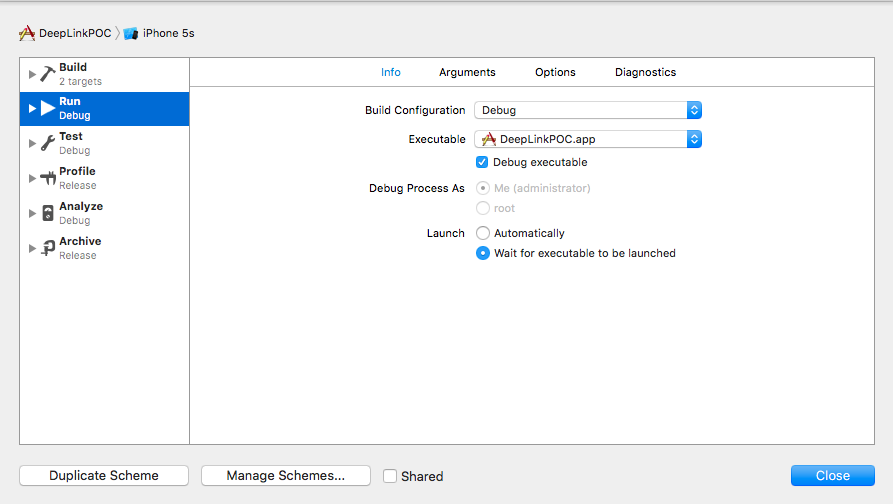 DeepLinkPOC iPhone 5s
Build
2 targets
Run
Debug
Test
Debug
Profile
Release
Analyze
Debug
Archive
Release
Info Arguments Options Diagnostics
Build Configuration Debug
Executable DeepLinkPOC.app
Debug executable
Debug Process As Me (administrator)
root
Launch Automatically
Wait for executable to be launched
Duplicate Scheme Manage Schemes... Shared Close